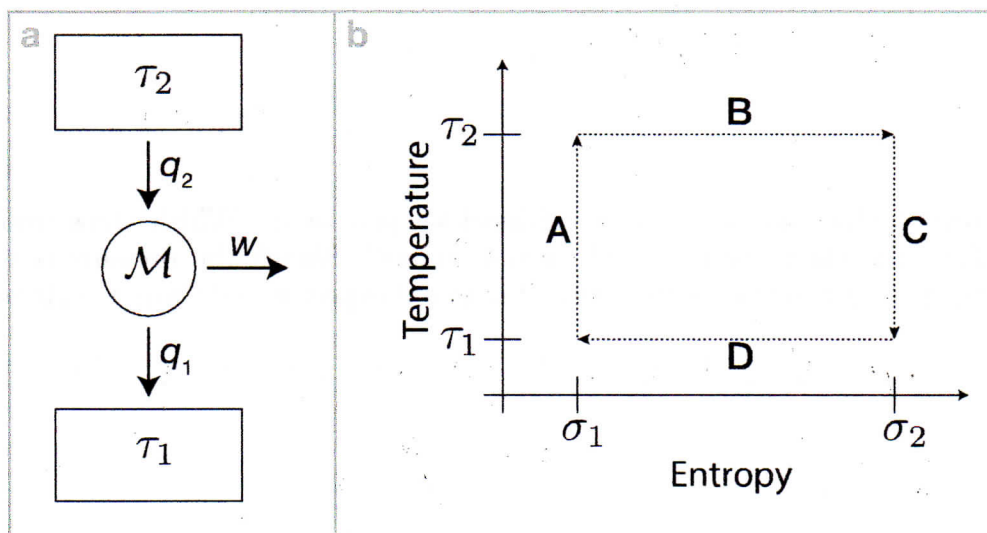 a
τ₂
q₂
ℳ
w
q₁
τ₁
b
Temperature
τ₂
τ₁
A
B
C
D
σ₁
σ₂
Entropy